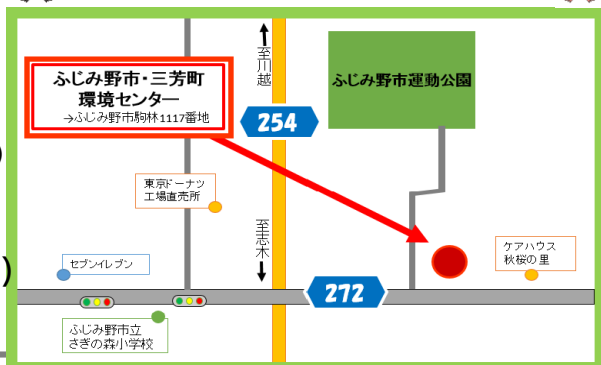 ふじみ野市・三芳町
環境センター
→ふじみ野市駒林1117番地
至川越
254
ふじみ野市運動公園
東京ドーナツ
工場直売所
至志木
セブンイレブン
272
ケアハウス
秋桜の里
ふじみ野市立
さぎの森小学校
)
)